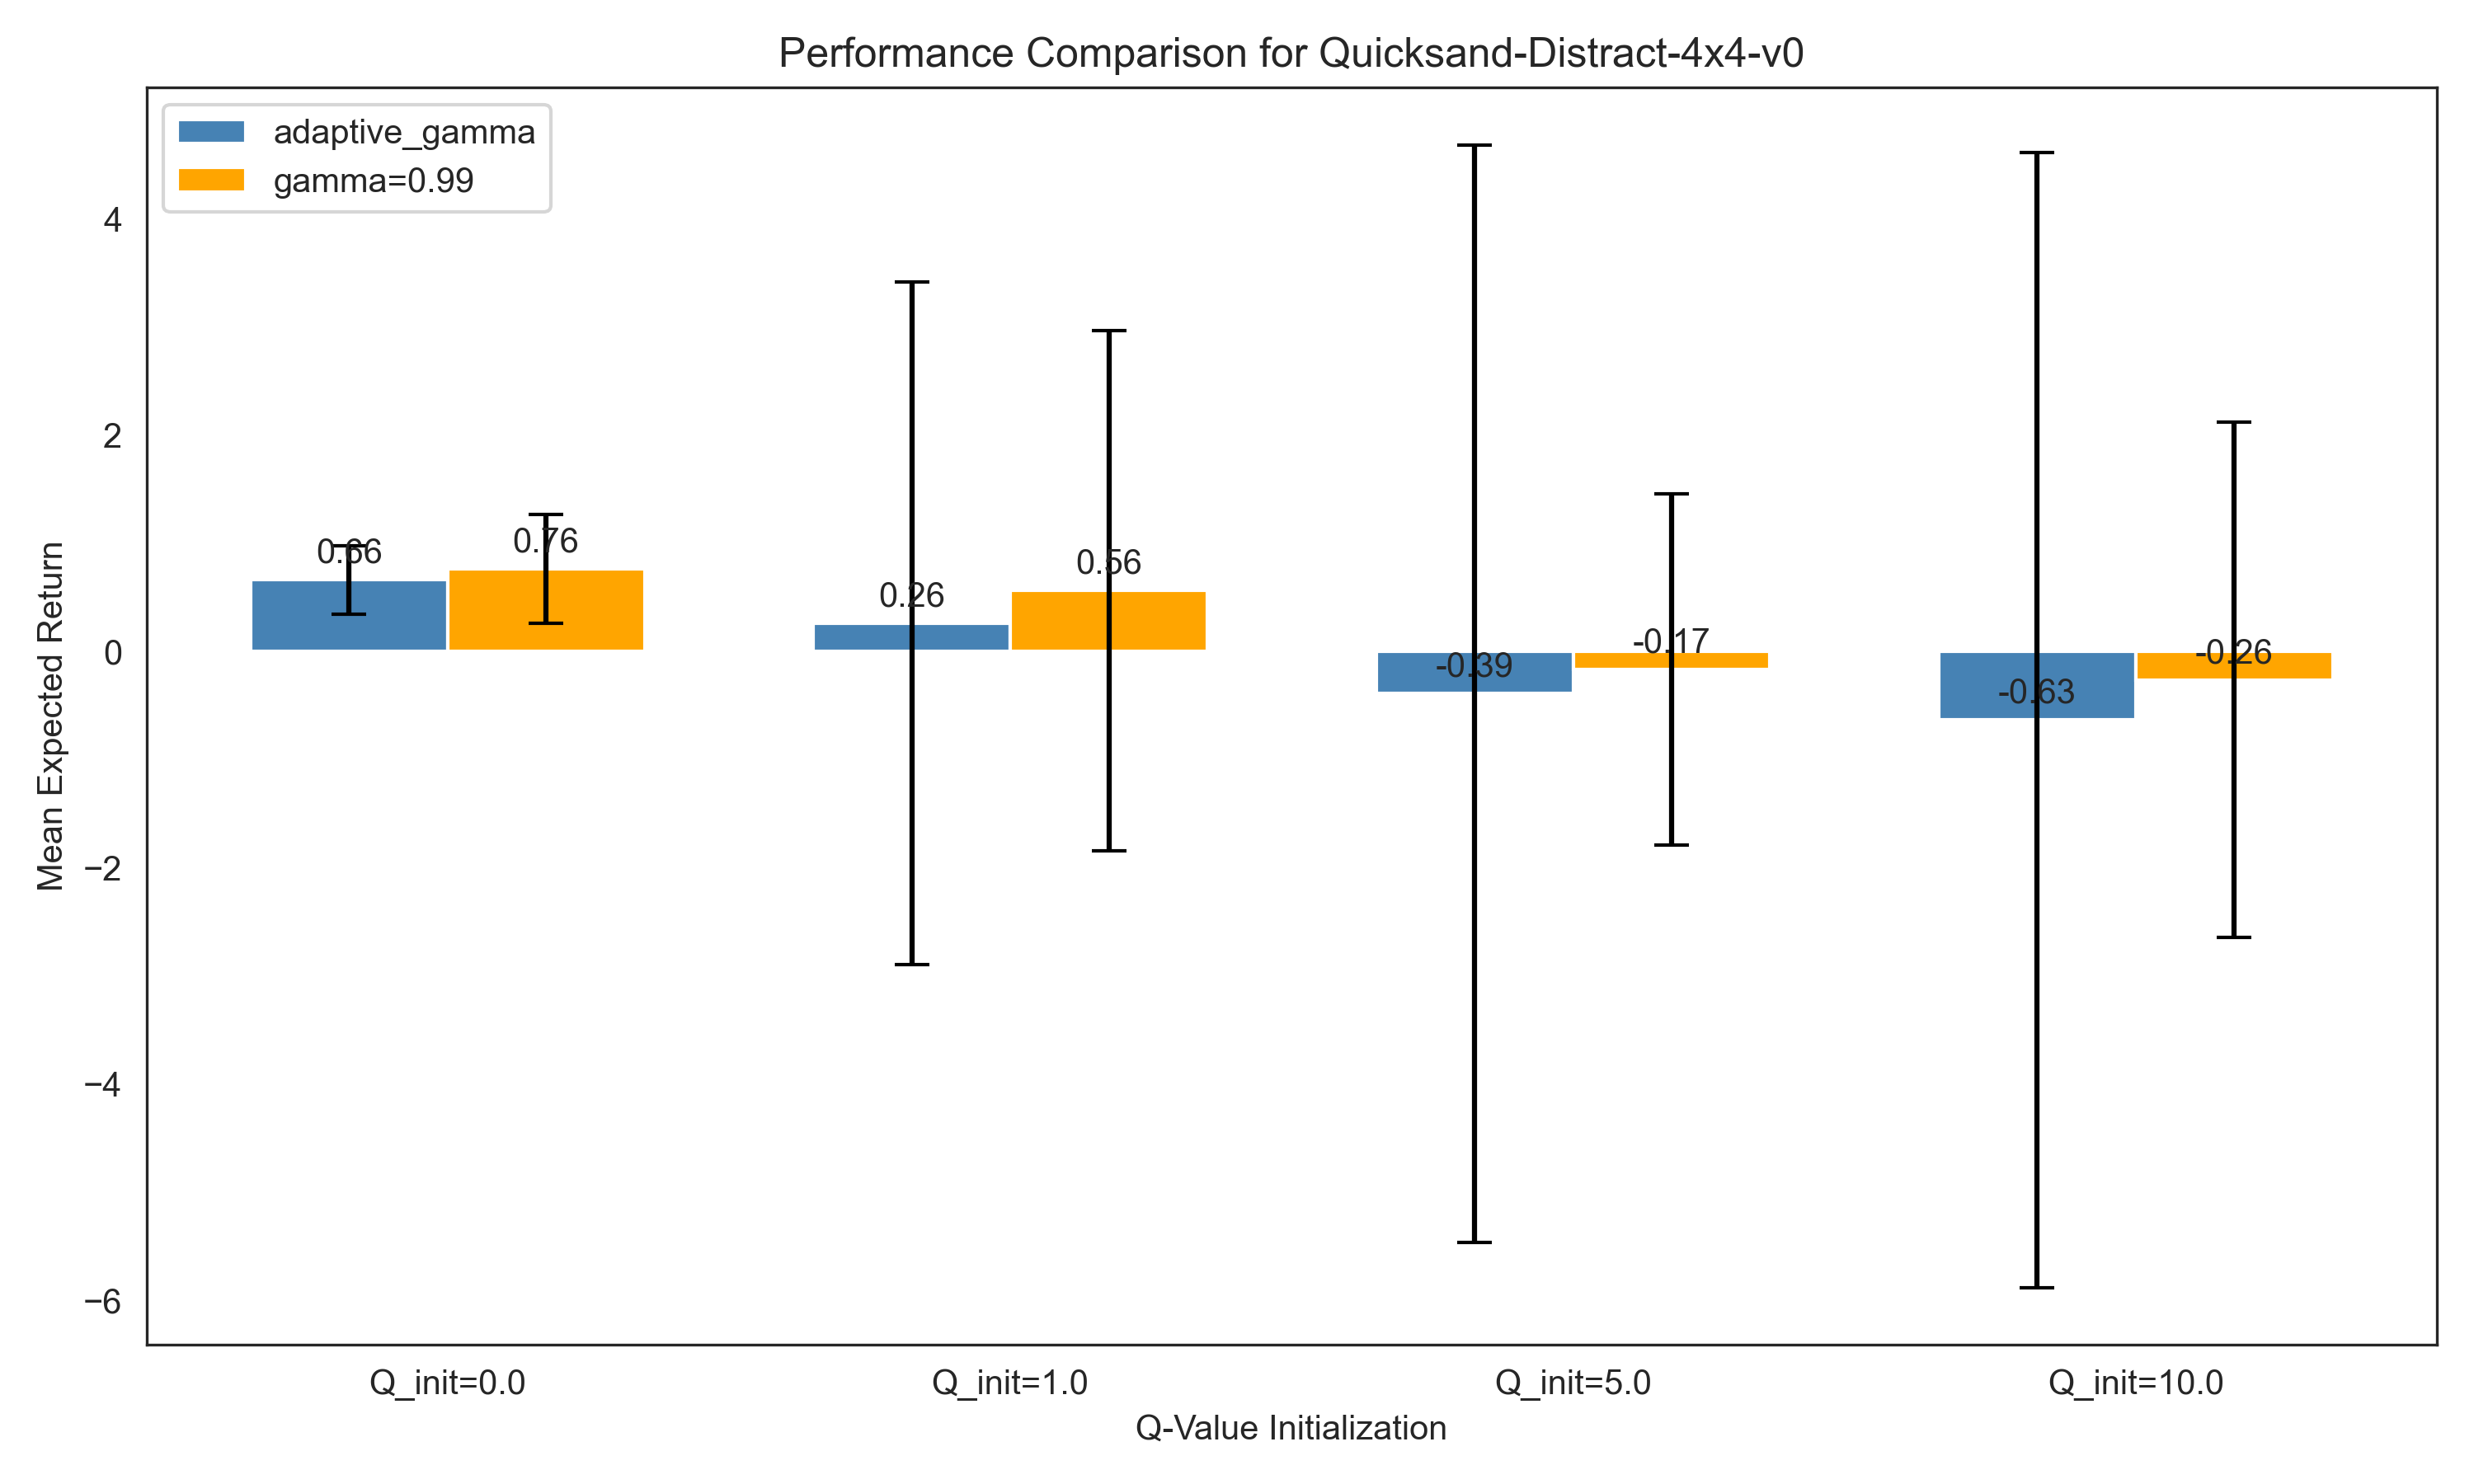 Performance Comparison for Quicksand-Distract-4x4-v0
adaptive_gamma
gamma=0.99
Mean Expected Return
4
2
0
−2
−4
−6
0.66
0.76
0.26
0.56
-0.39
-0.17
-0.63
-0.26
Q_init=0.0
Q_init=1.0
Q_init=5.0
Q_init=10.0
Q-Value Initialization